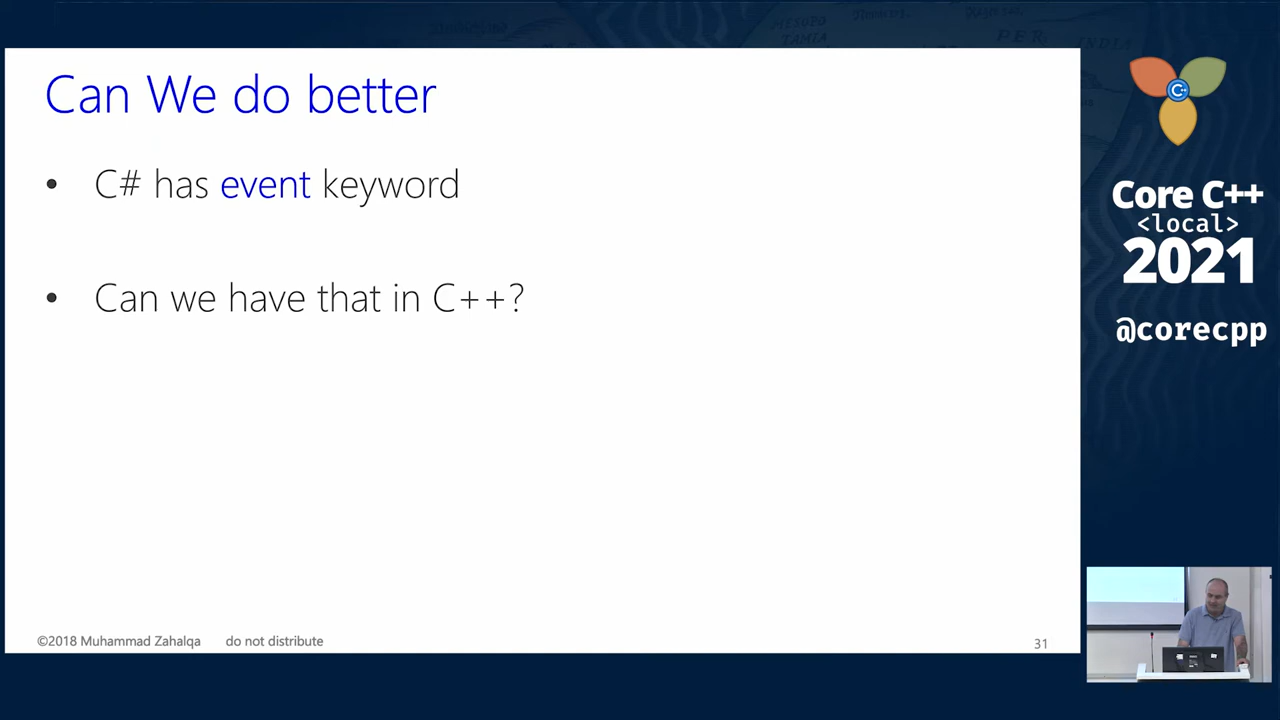 Can We do better
• C# has event keyword
• Can we have that in C++?
©2018 Muhammad Zahalqa do not distribute
31
C++
Core C++
<local>
2021
@corecpp